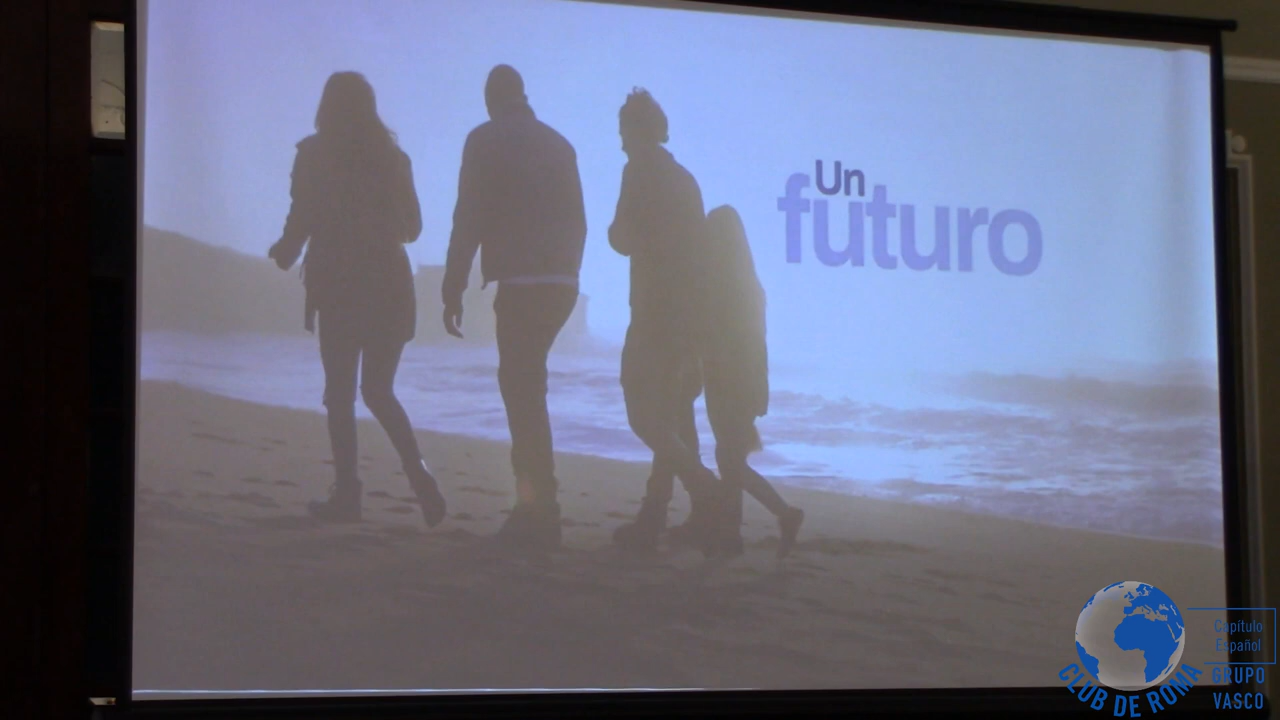 Un
futuro
Capítulo
Español
GRUPO
VASCO
CLUB DE ROMA